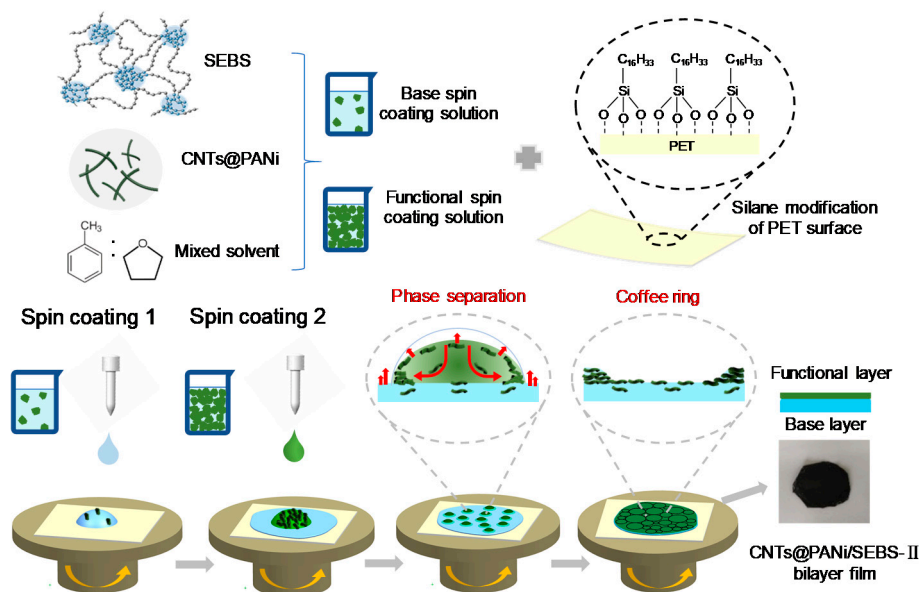 SEBS
CNTs@PANi
CH₃
:
O
Mixed solvent
Base spin
coating solution
Functional spin
coating solution
C₁₆H₃₃ C₁₆H₃₃ C₁₆H₃₃
Si Si Si
O O O O O O O O O
PET
Silane modification
of PET surface
Spin coating 1
Spin coating 2
Phase separation
Coffee ring
Functional layer
Base layer
CNTs@PANi/SEBS-Ⅱ
bilayer film